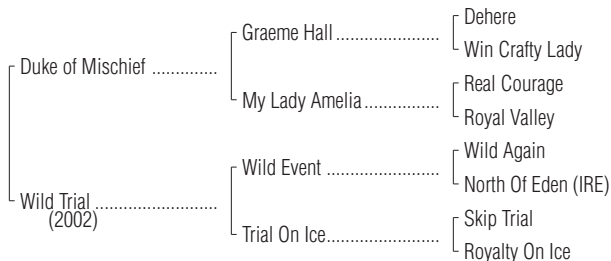 Dehere
Graeme Hall ..................
Win Crafty Lady
Duke of Mischief .............
Real Courage
My Lady Amelia ...............
Royal Valley
Wild Again
Wild Event ....................
North Of Eden (IRE)
Wild Trial .........................
(2002)
Skip Trial
Trial On Ice ....................
Royalty On Ice